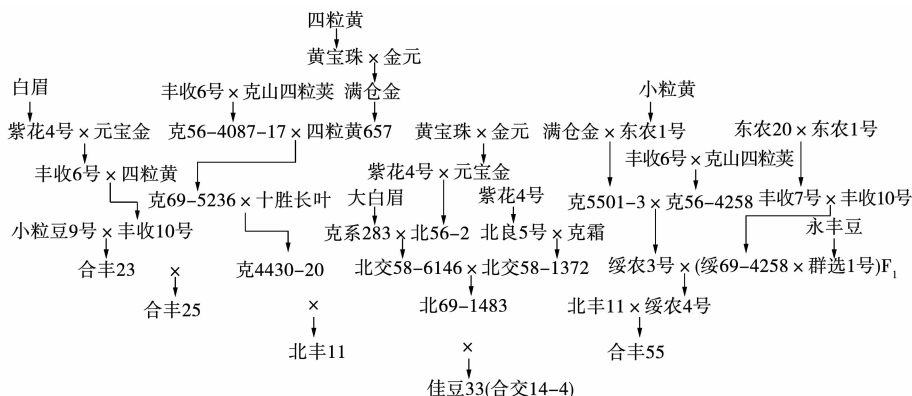 四粒黄
黄宝珠×金元
白眉
丰收6号×克山四粒荚 满仓金
小粒黄
紫花4号×元宝金 克56-4087-17×四粒黄657 黄宝珠×金元 满仓金×东农1号 东农20×东农1号
丰收6号×四粒黄 紫花4号×元宝金 丰收6号×克山四粒荚
克69-5236×十胜长叶 大白眉 紫花4号 克5501-3×克56-4258 丰收7号×丰收10号
小粒豆9号×丰收10号 克系283×北56-2 北良5号×克霜 永丰豆
合丰23 × 克4430-20 北交58-6146×北交58-1372 绥农3号×(绥69-4258×群选1号)F1
合丰25 × 北69-1483 北丰11×绥农4号
北丰11 × 合丰55
佳豆33(合交14-4)